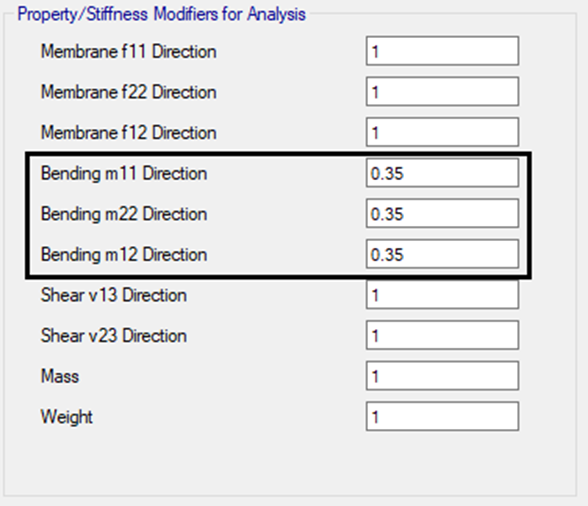 Property/Stiffness Modifiers for Analysis
Membrane f11 Direction 1
Membrane f22 Direction 1
Membrane f12 Direction 1
Bending m11 Direction 0.35
Bending m22 Direction 0.35
Bending m12 Direction 0.35
Shear v13 Direction 1
Shear v23 Direction 1
Mass 1
Weight 1